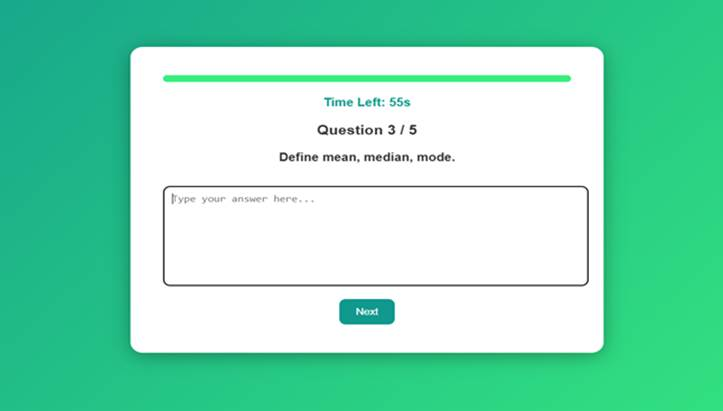 Time Left: 55s
Question 3 / 5
Define mean, median, mode.
Type your answer here...
Next